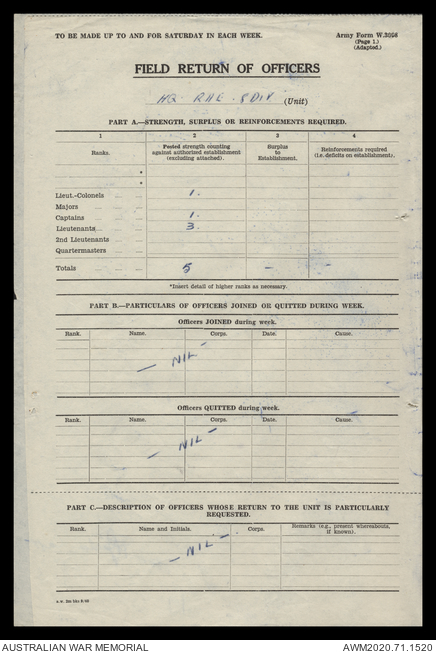 TO BE MADE UP TO AND FOR SATURDAY IN EACH WEEK.
Army Form W.3008
(Page 1.)
(Adapted.)
FIELD RETURN OF OFFICERS
HQ RAE 8 DIV (Unit)
PART A.—STRENGTH, SURPLUS OR REINFORCEMENTS REQUIRED.
1 2 3 4
Ranks. Posted strength counting against authorized establishment (excluding attached). Surplus to Establishment. Reinforcements required (i.e. deficits on establishment).
*
*
Lieut.-Colonels 1.
Majors
Captains 1.
Lieutenants 3.
2nd Lieutenants
Quartermasters
Totals 5 – –
*Insert detail of higher ranks as necessary.
PART B.—PARTICULARS OF OFFICERS JOINED OR QUITTED DURING WEEK.
Officers JOINED during week.
Rank. Name. Corps. Date. Cause.
— NIL —
Officers QUITTED during week.
Rank. Name. Corps. Date. Cause.
— NIL —
PART C.—DESCRIPTION OF OFFICERS WHOSE RETURN TO THE UNIT IS PARTICULARLY
REQUESTED.
Rank. Name and Initials. Corps. Remarks (e.g., present whereabouts, if known).
— NIL —
AUSTRALIAN WAR MEMORIAL
AWM2020.71.1520